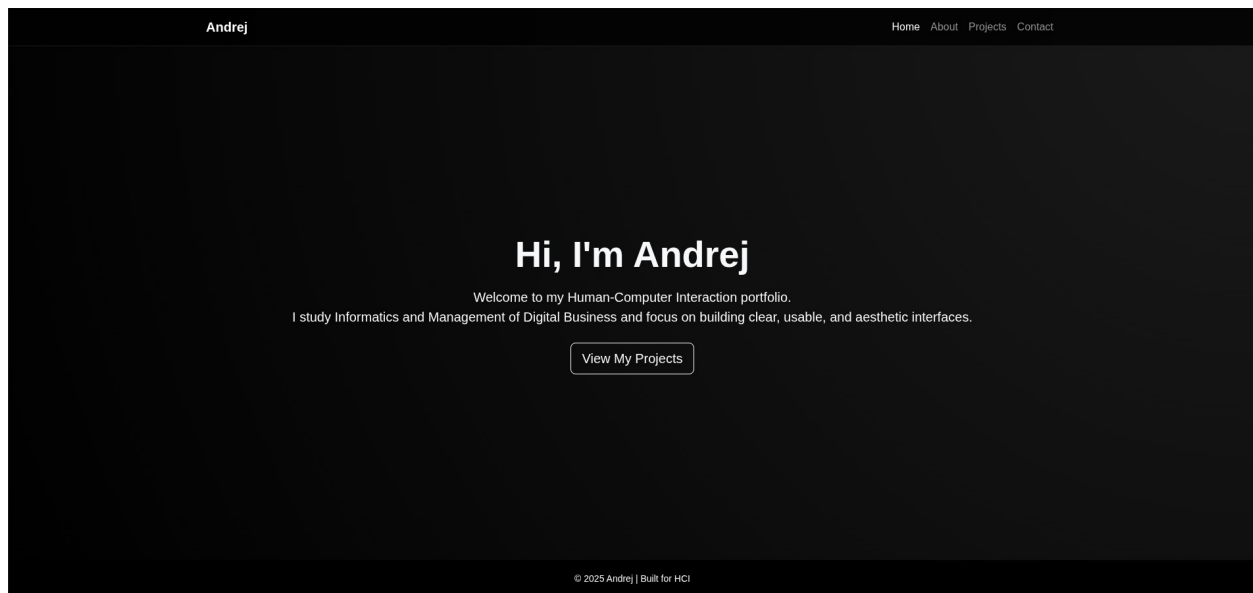 Andrej
Home About Projects Contact
Hi, I'm Andrej
Welcome to my Human-Computer Interaction portfolio.
I study Informatics and Management of Digital Business and focus on building clear, usable, and aesthetic interfaces.
View My Projects
© 2025 Andrej | Built for HCI